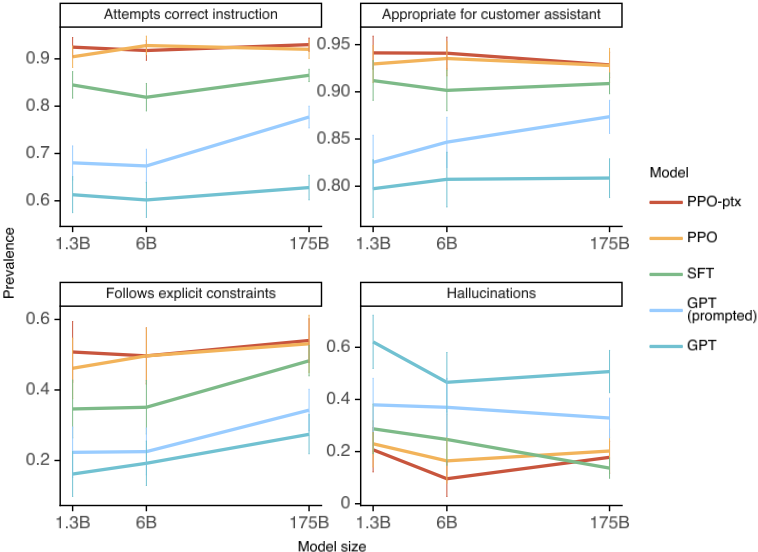 Attempts correct instruction
Appropriate for customer assistant
0.9
0.8
0.7
0.6
0.95
0.90
0.85
0.80
1.3B 6B 175B
1.3B 6B 175B
Prevalence
Follows explicit constraints
Hallucinations
0.6
0.4
0.2
0.6
0.4
0.2
0
1.3B 6B 175B
1.3B 6B 175B
Model size
Model
PPO-ptx
PPO
SFT
GPT
(prompted)
GPT